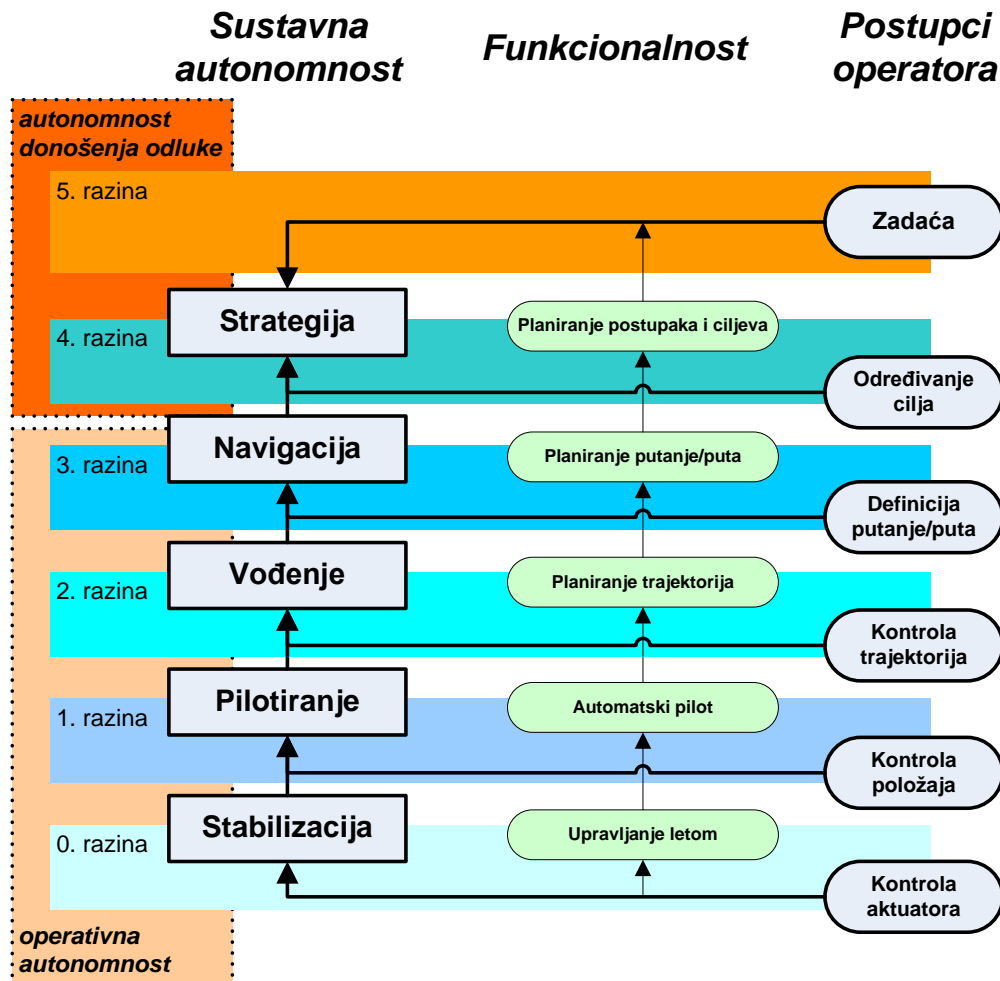 Sustavna
autonomnost
Funkcionalnost
Postupci
operatora
autonomnost
donošenja odluke
5. razina
Zadaća
Strategija
Planiranje postupaka i ciljeva
4. razina
Određivanje
cilja
Navigacija
Planiranje putanje/puta
3. razina
Definicija
putanje/puta
Vođenje
Planiranje trajektorija
2. razina
Kontrola
trajektorija
Pilotiranje
Automatski pilot
1. razina
Kontrola
položaja
Stabilizacija
Upravljanje letom
0. razina
Kontrola
aktuatora
operativna
autonomnost